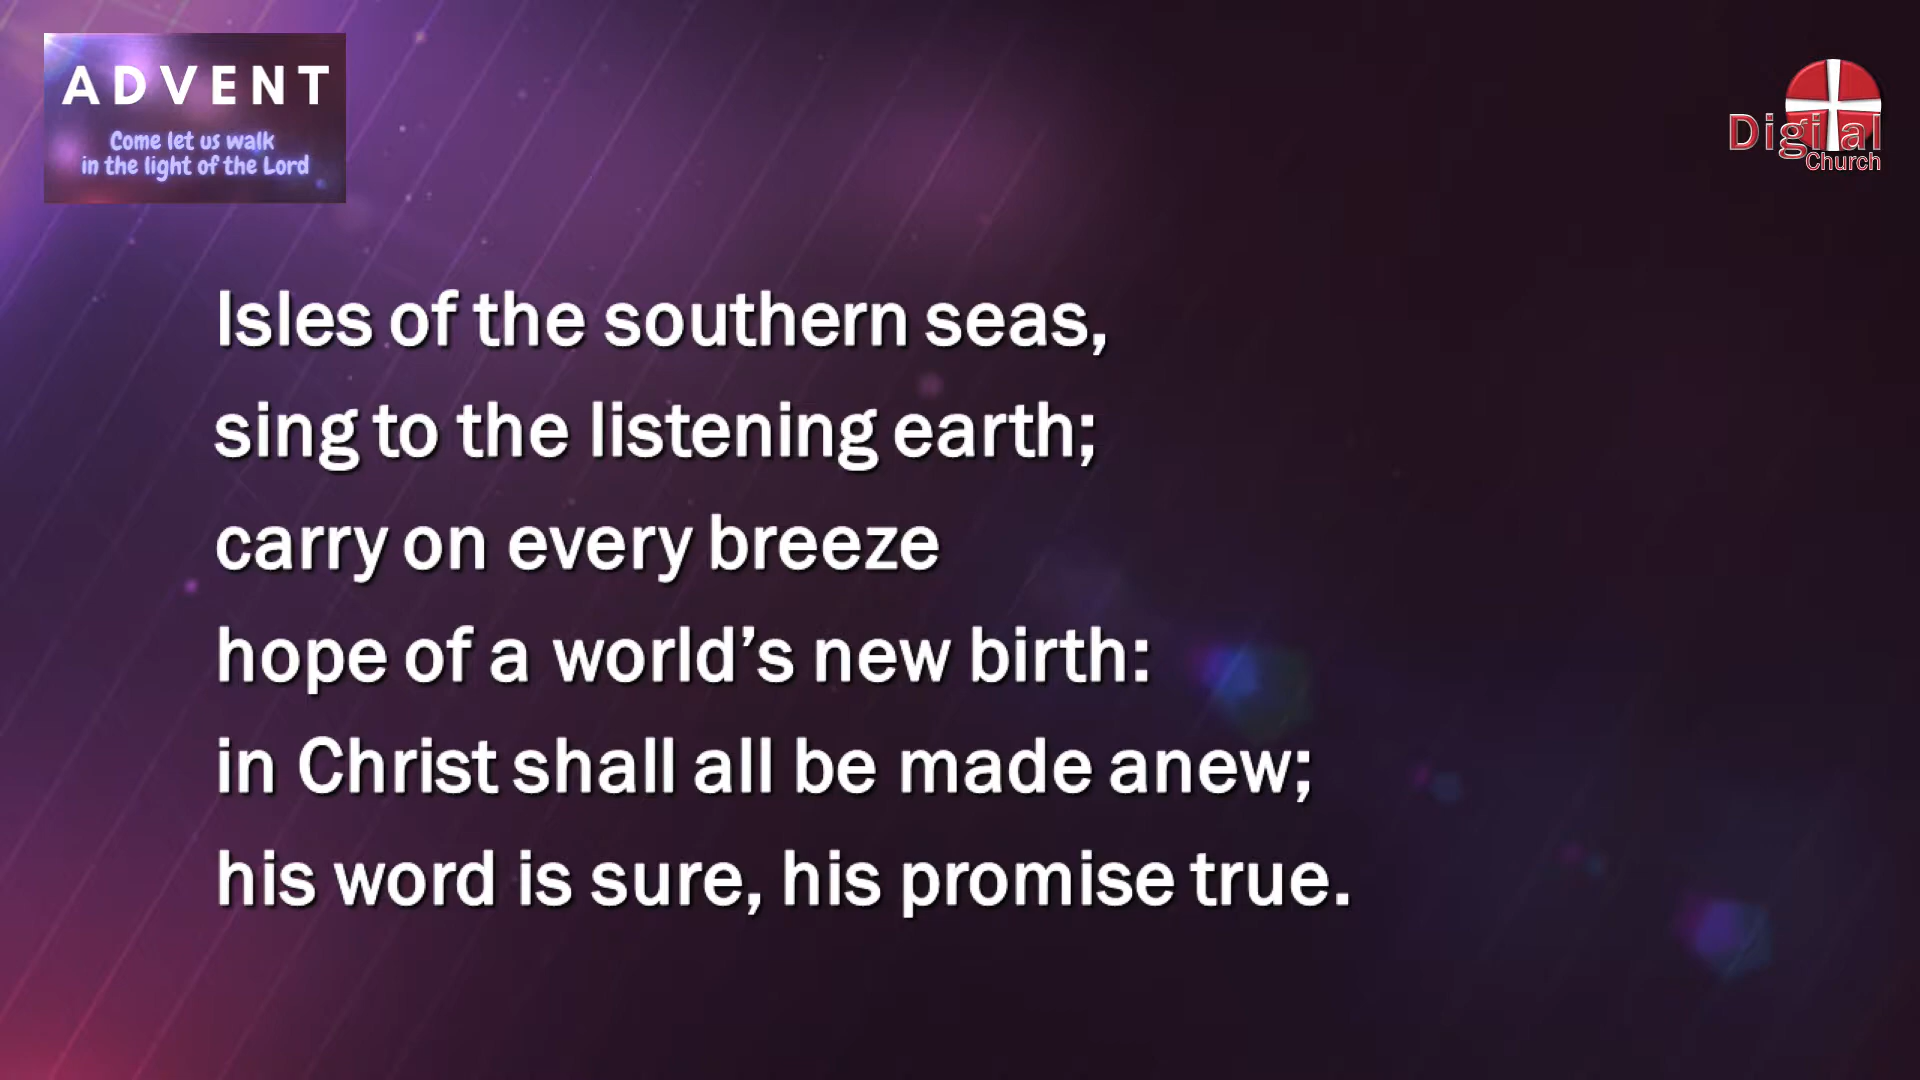 ADVENT
Come let us walk
in the light of the Lord
Digital
Church
Isles of the southern seas,
sing to the listening earth;
carry on every breeze
hope of a world’s new birth:
in Christ shall all be made anew;
his word is sure, his promise true.